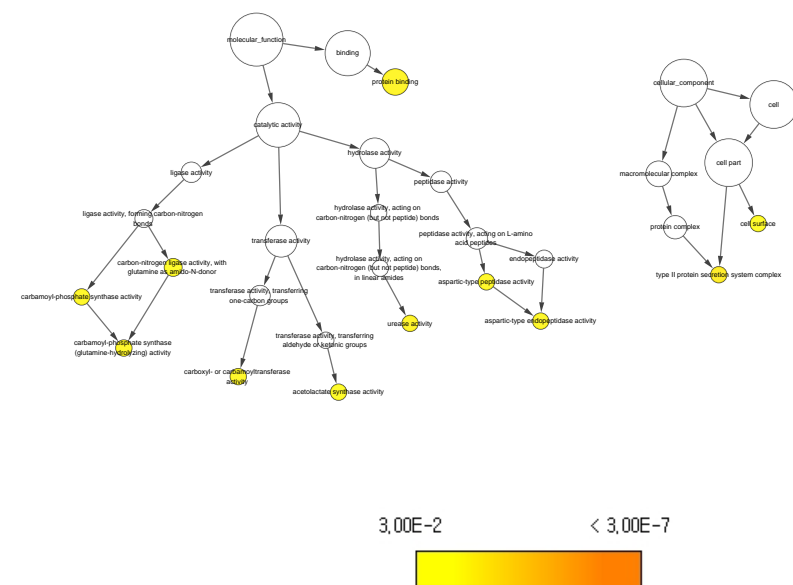 molecular_function
binding
protein binding
cellular_component
cell
catalytic activity
hydrolase activity
cell part
ligase activity
peptidase activity
macromolecular complex
ligase activity, forming carbon-nitrogen
bonds
hydrolase activity, acting on
carbon-nitrogen (but not peptide) bonds
protein complex
cell surface
transferase activity
peptidase activity, acting on L-amino
acid peptides
endopeptidase activity
carbon-nitrogen ligase activity, with
glutamine as amido-N-donor
hydrolase activity, acting on
carbon-nitrogen (but not peptide) bonds,
in linear amides
type II protein secretion system complex
aspartic-type peptidase activity
carbamoyl-phosphate synthase activity
transferase activity, transferring
one-carbon groups
urease activity
aspartic-type endopeptidase activity
carbamoyl-phosphate synthase
(glutamine-hydrolyzing) activity
transferase activity, transferring
aldehyde or ketonic groups
carboxyl- or carbamoyltransferase
activity
acetolactate synthase activity
3,00E-2 < 3,00E-7